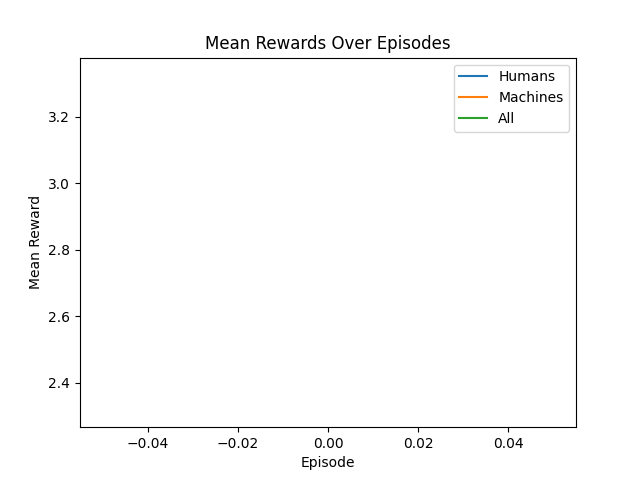 Mean Rewards Over Episodes
Humans
Machines
All
3.2
3.0
2.8
2.6
2.4
Mean Reward
−0.04 −0.02 0.00 0.02 0.04
Episode